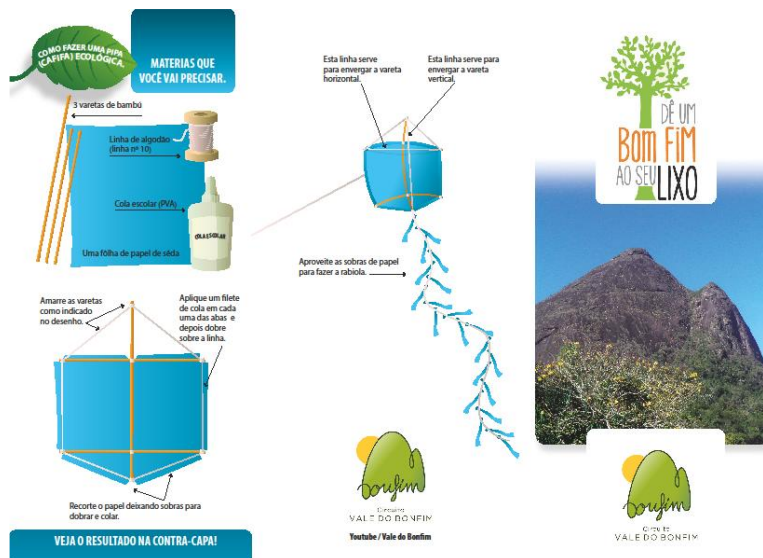 COMO FAZER UMA PIPA
(CAFIFA) ECOLÓGICA.
MATERIAS QUE
VOCÊ VAI PRECISAR.
3 varetas de bambú
Linha de algodão
(linha nº 10)
Cola escolar (PVA)
COLA ESCOLAR
Uma fôlha de papel de sêda
Amarre as varetas
como indicado
no desenho.
Aplique um filete
de cola em cada
uma das abas e
depois dobre
sobre a linha.
Recorte o papel deixando sobras para
dobrar e colar.
VEJA O RESULTADO NA CONTRA-CAPA!
Esta linha serve
para envergar a vareta
horizontal.
Esta linha serve para
envergar a vareta
vertical.
Aproveite as sobras de papel
para fazer a rabiola.
bonfim
Circuito
VALE DO BONFIM
Youtube / Vale do Bonfim
DÊ UM
BOM FIM
AO SEU LIXO
bonfim
Circuito
VALE DO BONFIM